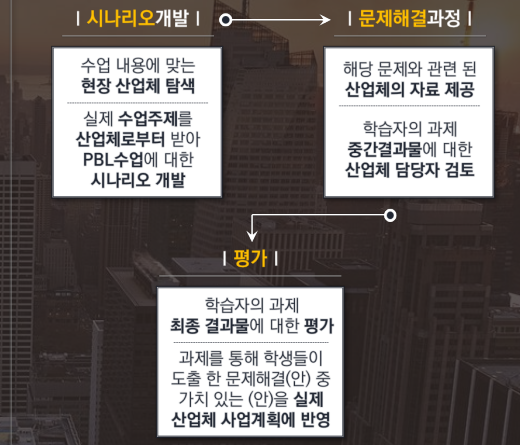 | 시나리오개발 |
수업 내용에 맞는
현장 산업체 탐색
실제 수업주제를
산업체로부터 받아
PBL수업에 대한
시나리오 개발
| 문제해결과정 |
해당 문제와 관련 된
산업체의 자료 제공
학습자의 과제
중간결과물에 대한
산업체 담당자 검토
| 평가 |
학습자의 과제
최종 결과물에 대한 평가
과제를 통해 학생들이
도출 한 문제해결(안) 중
가치 있는 (안)을 실제
산업체 사업계획에 반영